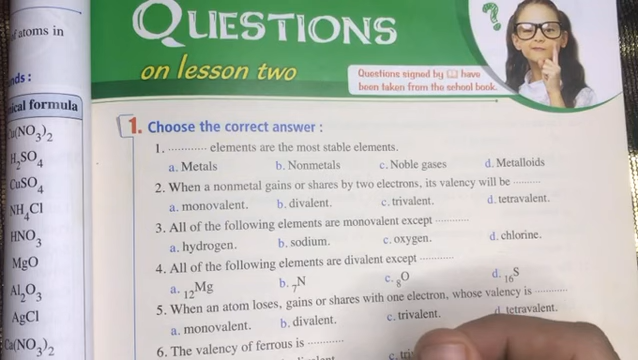 QUESTIONS
on lesson two
Questions signed by have
been taken from the school book.
atoms in
formula
H2SO4
CuSO4
NH4Cl
HNO3
MgO
Al2O3
AgCl
Ca(NO3)2
1. Choose the correct answer :
1. ............ elements are the most stable elements.
a. Metals b. Nonmetals c. Noble gases d. Metalloids
2. When a nonmetal gains or shares by two electrons, its valency will be .........
a. monovalent. b. divalent. c. trivalent. d. tetravalent.
3. All of the following elements are monovalent except ............
a. hydrogen. b. sodium. c. oxygen. d. chlorine.
4. All of the following elements are divalent except ............
a. 12Mg b. 7N c. 8O d. 16S
5. When an atom loses, gains or shares with one electron, whose valency is ............
a. monovalent. b. divalent. c. trivalent. d. tetravalent.
6. The valency of ferrous is ............